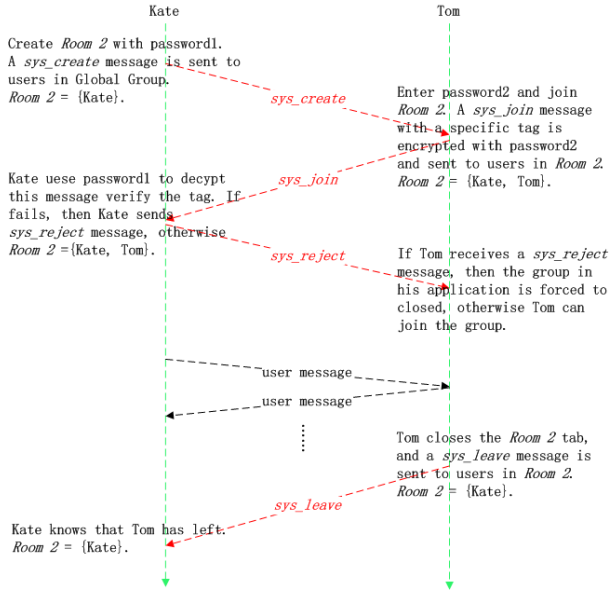 Kate
Tom
Create Room 2 with password1.
A sys_create message is sent to
users in Global Group.
Room 2 = {Kate}.
sys_create
Enter password2 and join
Room 2. A sys_join message
with a specific tag is
encrypted with password2
and sent to users in Room 2.
Room 2 = {Kate, Tom}.
sys_join
Kate uese password1 to decypt
this message verify the tag. If
fails, then Kate sends
sys_reject message, otherwise
Room 2 ={Kate, Tom}.
sys_reject
If Tom receives a sys_reject
message, then the group in
his application is forced to
closed, otherwise Tom can
join the group.
user message
user message
Tom closes the Room 2 tab,
and a sys_leave message is
sent to users in Room 2.
Room 2 = {Kate}.
sys_leave
Kate knows that Tom has left.
Room 2 = {Kate}.